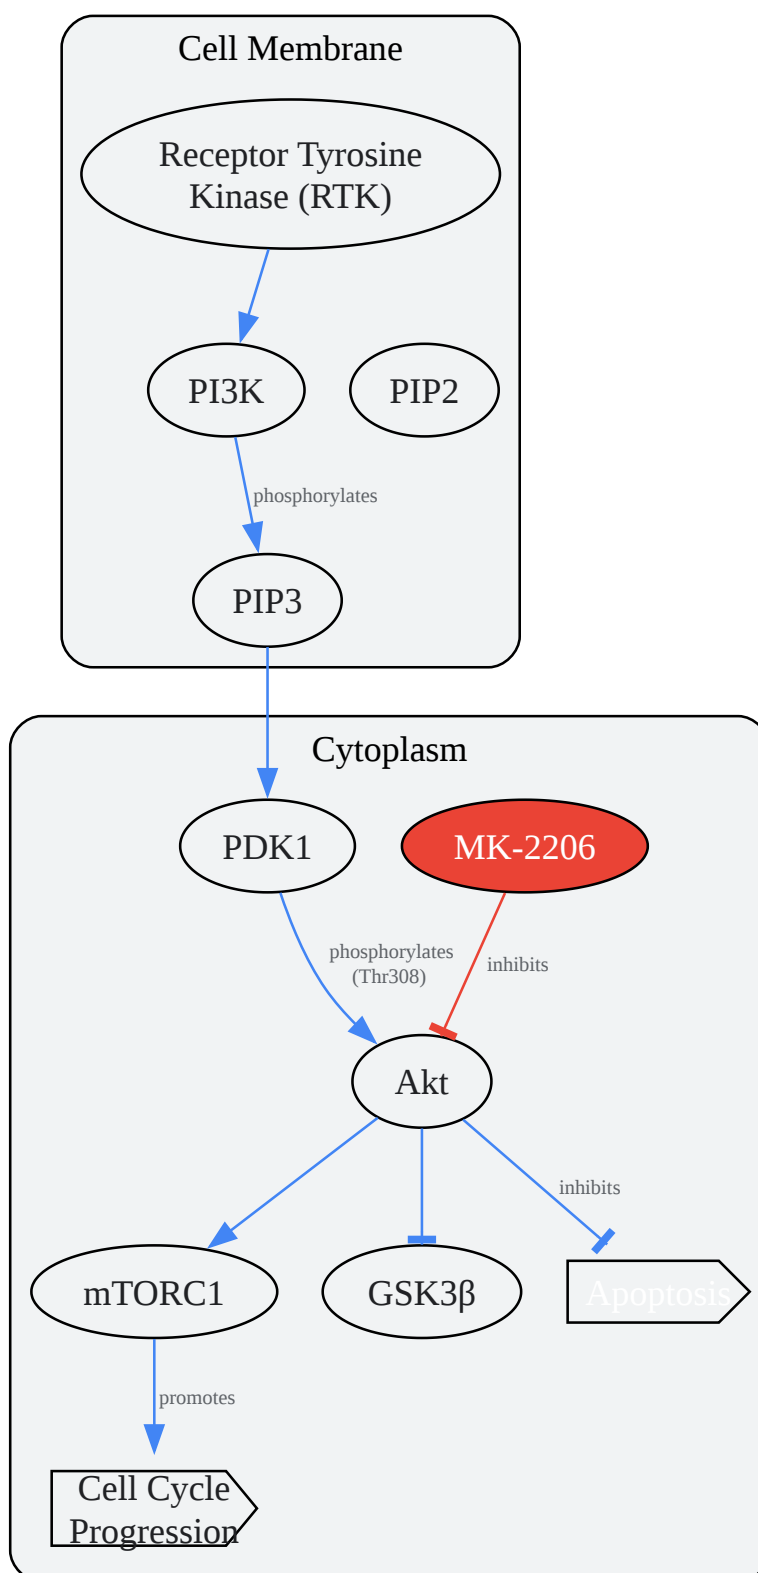 Cell Membrane
Receptor Tyrosine
Kinase (RTK)
PI3K
PIP2
phosphorylates
PIP3
Cytoplasm
PDK1
MK-2206
phosphorylates
(Thr308)
inhibits
Akt
inhibits
mTORC1
GSK3β
Apoptosis
promotes
Cell Cycle
Progression